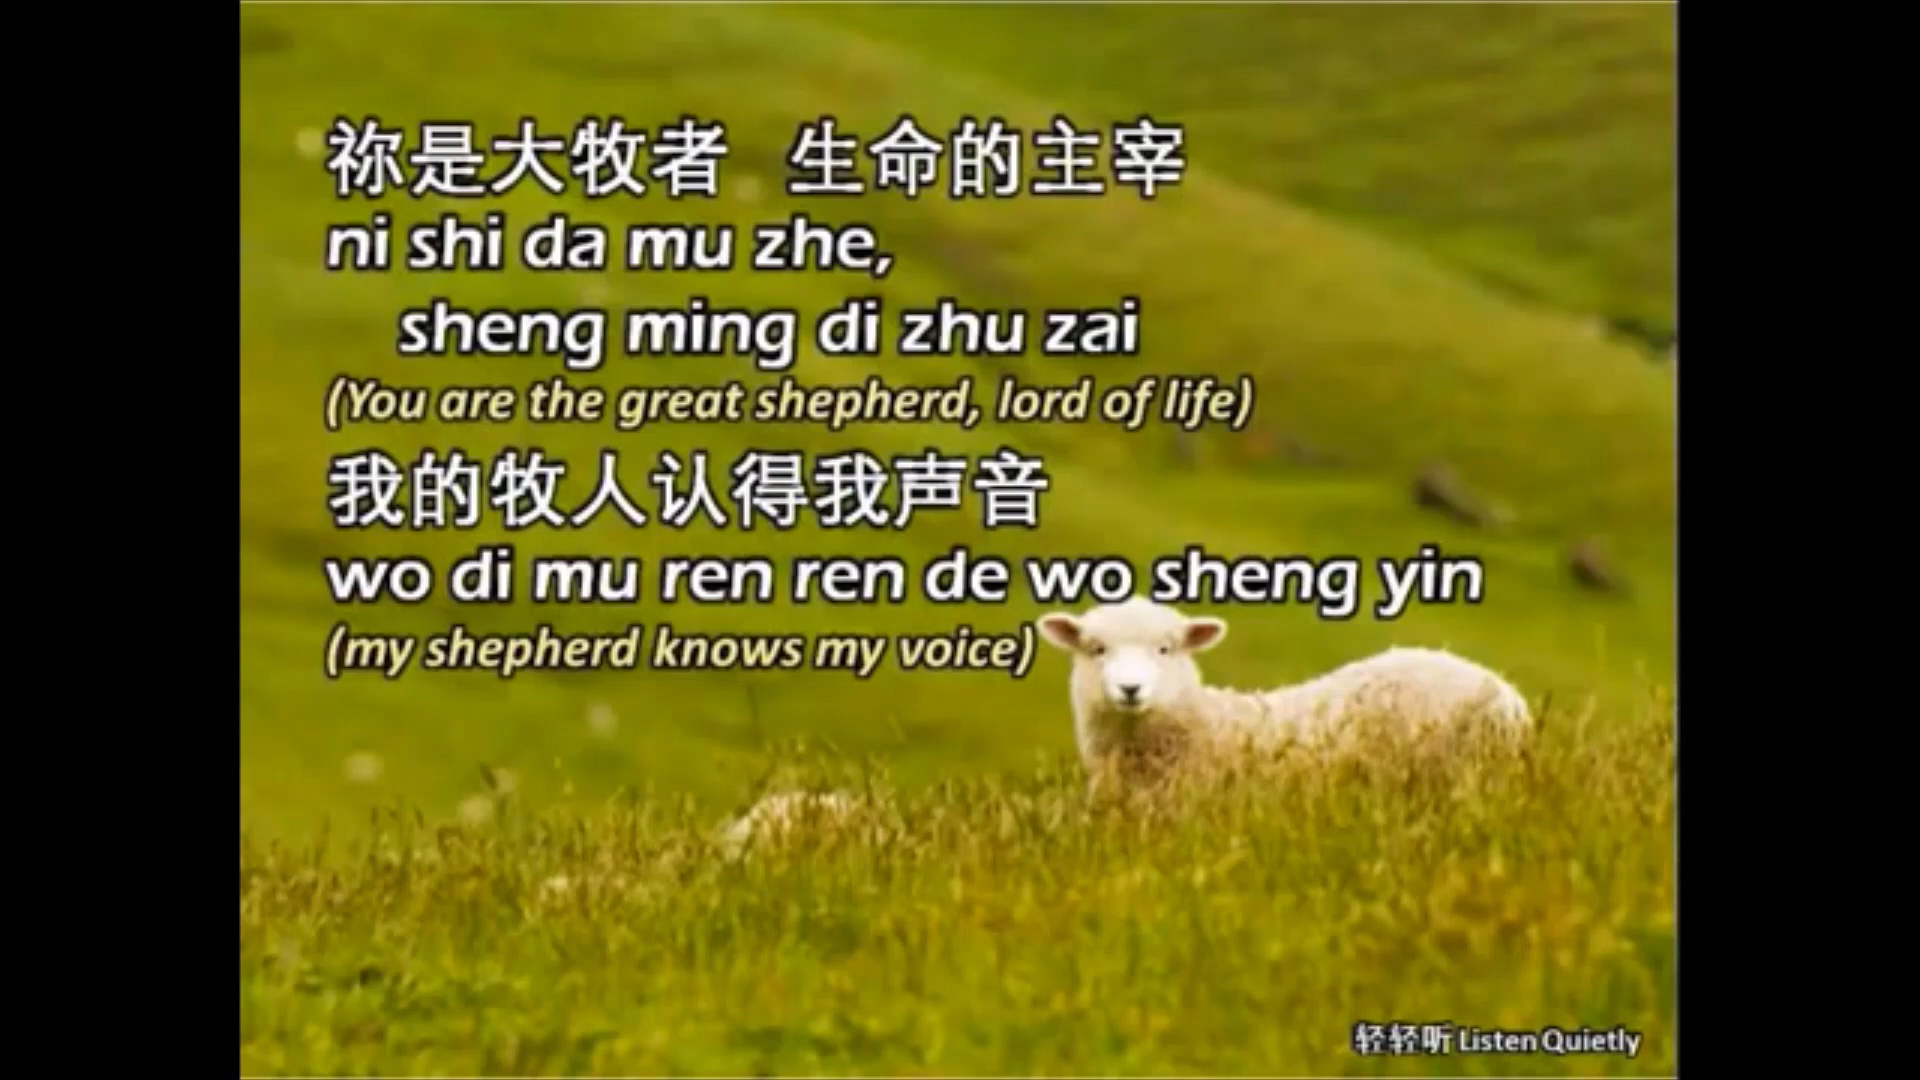 祢是大牧者 生命的主宰
ni shi da mu zhe,
sheng ming di zhu zai
(You are the great shepherd, lord of life)
我的牧人认得我声音
wo di mu ren ren de wo sheng yin
(my shepherd knows my voice)
轻轻听 Listen Quietly